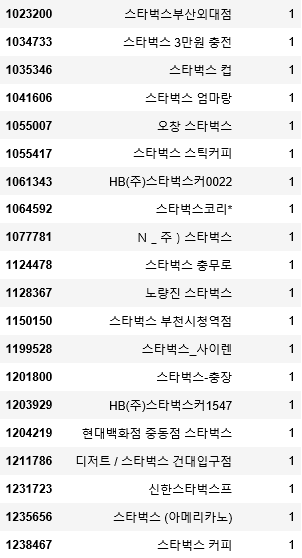 1023200 스타벅스부산외대점 1
1034733 스타벅스 3만원 충전 1
1035346 스타벅스 컵 1
1041606 스타벅스 엄마랑 1
1055007 오창 스타벅스 1
1055417 스타벅스 스틱커피 1
1061343 HB(주)스타벅스커0022 1
1064592 스타벅스코리* 1
1077781 N _ 주 ) 스타벅스 1
1124478 스타벅스 충무로 1
1128367 노량진 스타벅스 1
1150150 스타벅스 부천시청역점 1
1199528 스타벅스_사이렌 1
1201800 스타벅스-충장 1
1203929 HB(주)스타벅스커1547 1
1204219 현대백화점 중동점 스타벅스 1
1211786 디저트 / 스타벅스 건대입구점 1
1231723 신한스타벅스프 1
1235656 스타벅스 (아메리카노) 1
1238467 스타벅스 커피 1